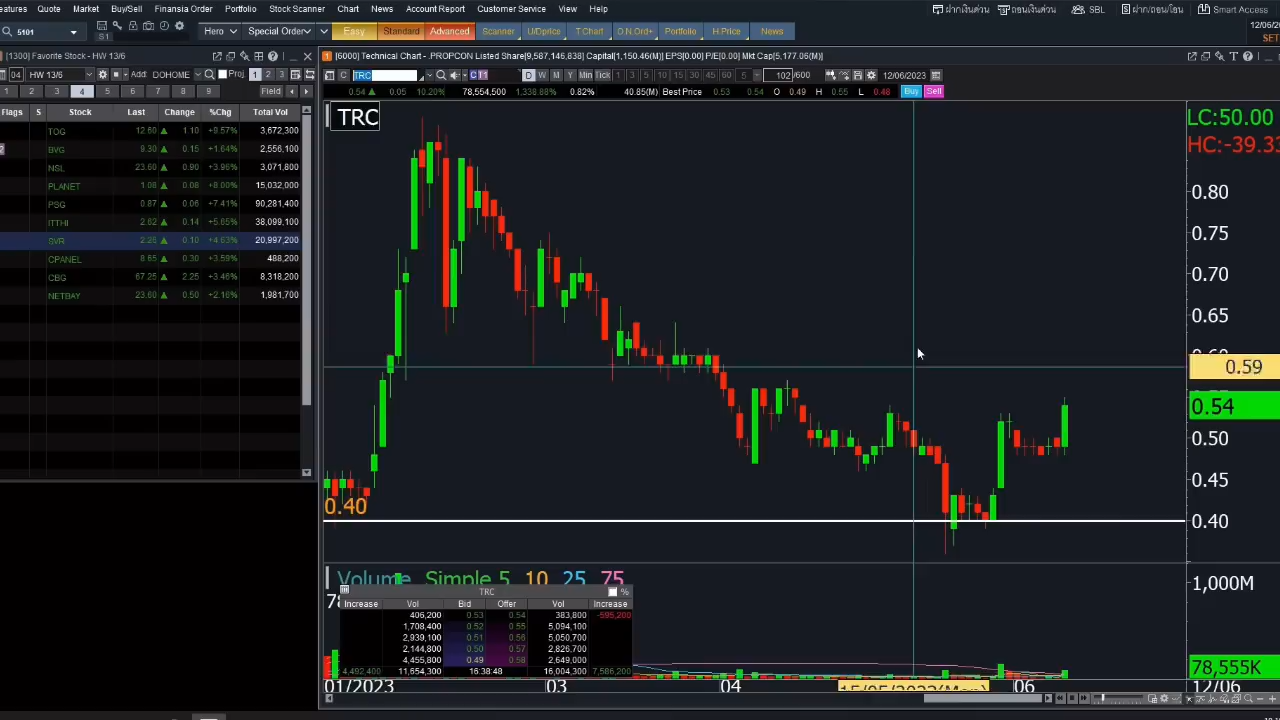 eatures Quote Market Buy/Sell Finansia Order Portfolio Stock Scanner Chart News Account Report Customer Service View Help ฝากเงินด่วน ถอนเงินด่วน SBL ฝาก/ถอน/โอน Smart Access
5101 S1 Hero Special Order Easy Standard Advanced Scanner U/Dprice T.Chart D.N.Ord+ Portfolio H.Price News
12/06/
SET
[1300] Favorite Stock - HW 13/6
04 HW 13/6 Add: DOHOME Proj 1 2 3
1 2 3 4 5 6 7 8 9 Field
Flags S Stock Last Change %Chg Total Vol
TOG 12.60 1.10 +9.57% 3,672,300
BVG 9.30 0.15 +1.64% 2,556,100
NSL 23.60 0.90 +3.96% 3,071,800
PLANET 1.08 0.08 +8.00% 15,032,000
PSG 0.87 0.06 +7.41% 90,281,400
ITTHI 2.62 0.14 +5.65% 38,099,100
SVR 2.26 0.10 +4.63% 20,997,200
CPANEL 8.65 0.30 +3.59% 488,200
CBG 67.25 2.25 +3.46% 8,318,200
NETBAY 23.60 0.50 +2.16% 1,981,700
1 [6000] Technical Chart - .PROPCON Listed Share[9,587,146,838] Capital[1,150.46(M)] EPS[0.00] P/E[0.00] Mkt Cap[5,177.06(M)]
C TRC C T1 D W M Y Min Tick 1 3 5 10 15 30 45 60 5 102 /600 12/06/2023
0.54 0.05 10.20% 78,554,500 1,338.88% 0.82% 40.85(M) Best Price 0.53 0.54 O 0.49 H 0.55 L 0.48 Buy Sell
TRC
LC:50.00
HC:-39.33
0.80
0.75
0.70
0.65
0.59
0.54
0.50
0.45
0.40
0.40
Volume Simple 5 10 25 75
1,000M
78,555K
TRC %
Increase Vol Bid Offer Vol Increase
406,200 0.53 0.54 383,800 -595,200
1,708,400 0.52 0.55 5,094,100
2,939,100 0.51 0.56 5,050,700
2,144,800 0.50 0.57 2,826,700
4,455,800 0.49 0.58 2,649,000
4,492,400 11,654,300 16:38:48 16,004,300 7,586,200
01/2023 03 04 15/05/2023(Mon) 06 12/06